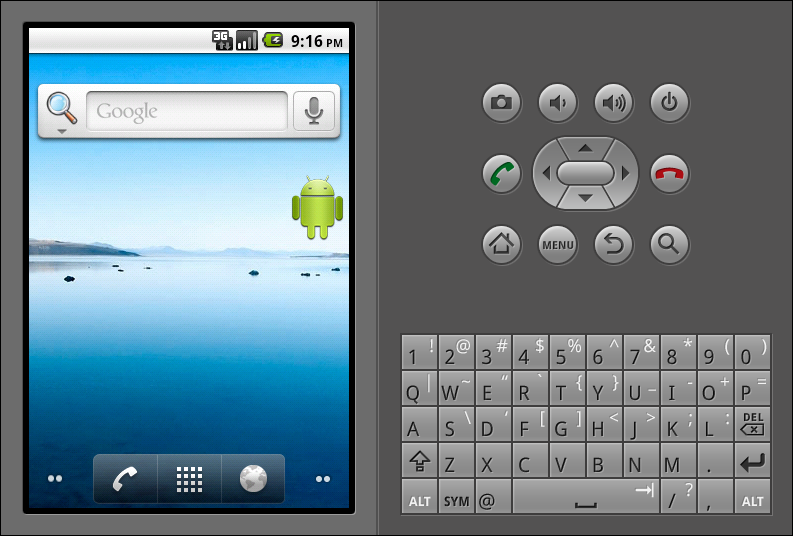 3G 9:16 PM
Google
MENU
1 ! 2 @ 3 # 4 $ 5 % 6 ^ 7 & 8 * 9 ( 0 )
Q | W ~ E “ R ` T { Y } U _ I - O + P =
A S \ D ‘ F [ G ] H < J > K ; L : DEL
Z X C V B N M .
ALT SYM @ / ? , ALT